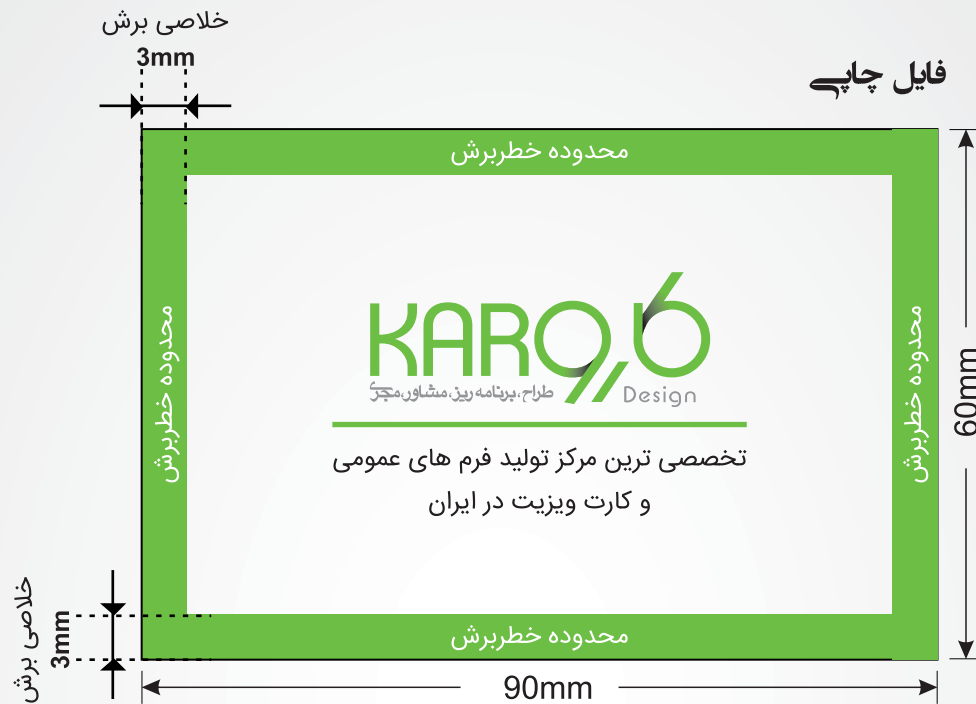 خلاصی برش
3mm
فایل چاپی
محدوده خطربرش
محدوده خطربرش
محدوده خطربرش
60mm
KAR99
طراح،برنامه ریز،مشاور،مجری
Design
تخصصی ترین مرکز تولید فرم های عمومی
و کارت ویزیت در ایران
خلاصی برش
3mm
محدوده خطربرش
90mm